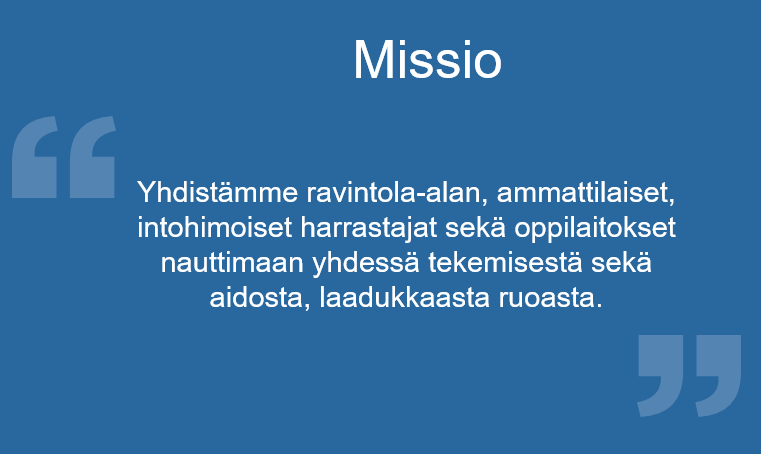 Missio
Yhdistämme ravintola-alan, ammattilaiset,
intohimoiset harrastajat sekä oppilaitokset
nauttimaan yhdessä tekemisestä sekä
aidosta, laadukkaasta ruoasta.